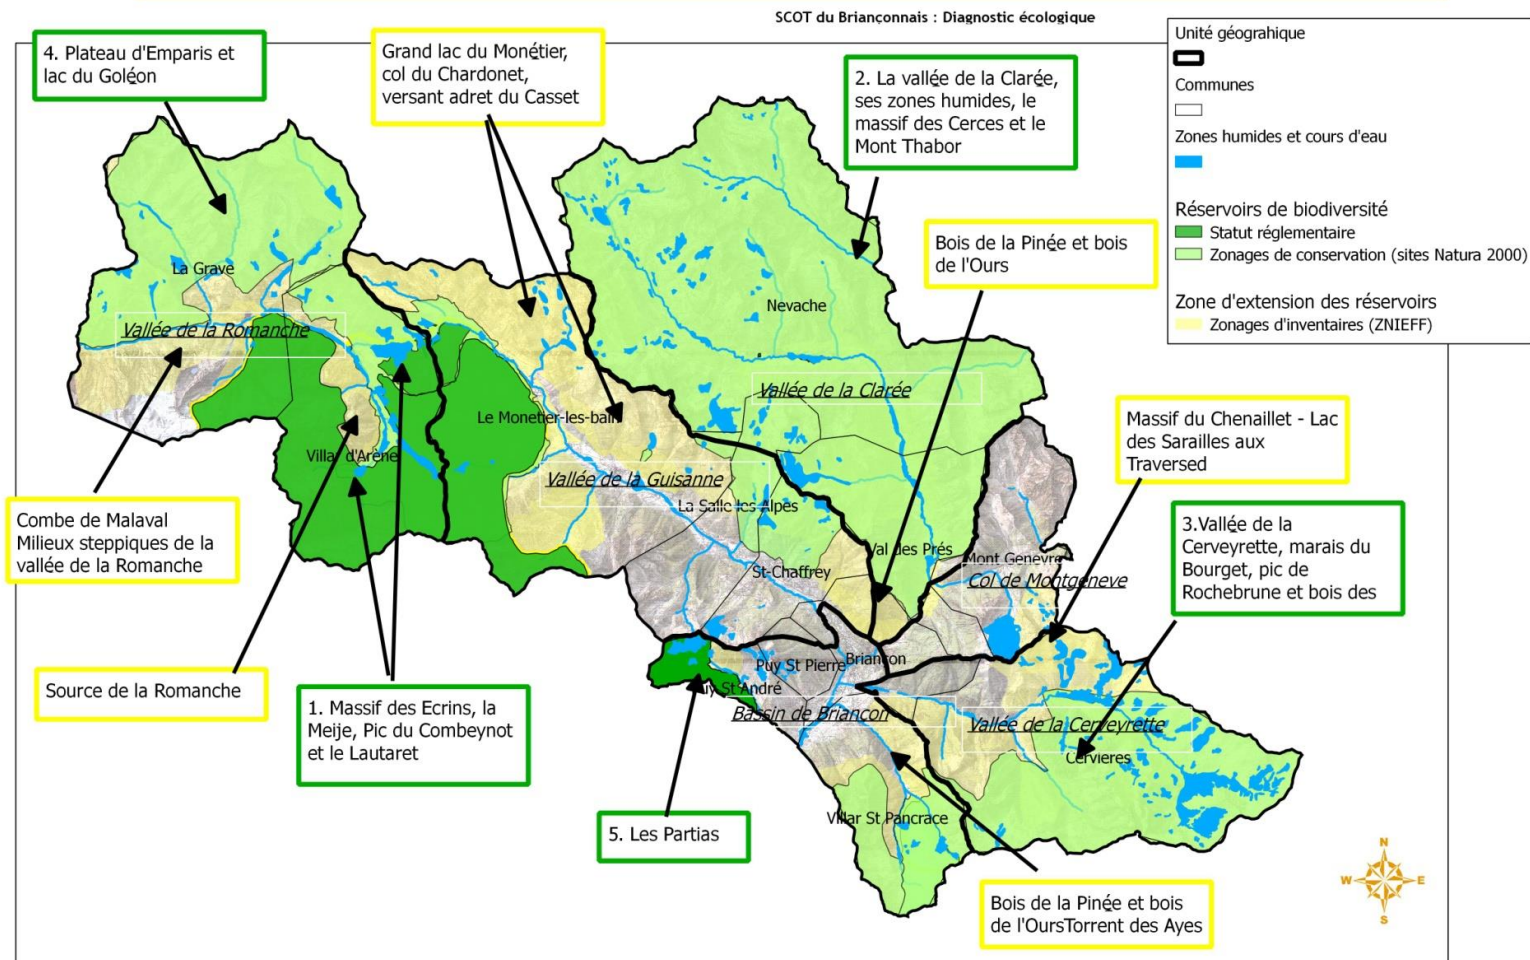 SCOT du Briançonnais : Diagnostic écologique
4. Plateau d'Emparis et
lac du Goléon
Grand lac du Monétier,
col du Chardonet,
versant adret du Casset
2. La vallée de la Clarée,
ses zones humides, le
massif des Cerces et le
Mont Thabor
Unité géograhique
Communes
Zones humides et cours d'eau
Réservoirs de biodiversité
Statut réglementaire
Zonages de conservation (sites Natura 2000)
Zone d'extension des réservoirs
Zonages d'inventaires (ZNIEFF)
Bois de la Pinée et bois
de l'Ours
La Grave
Nevache
Vallée de la Romanche
Vallée de la Clarée
Le Monetier-les-bain
Massif du Chenaillet - Lac
des Sarailles aux
Traversed
Villar d'Arène
Vallée de la Guisanne
La Salle les Alpes
Combe de Malaval
Milieux steppiques de la
vallée de la Romanche
Val des Prés
Mont Genevre
3.Vallée de la
Cerveyrette, marais du
Bourget, pic de
Rochebrune et bois des
St-Chaffrey
Col de Montgeneve
Source de la Romanche
Puy St Pierre
Briançon
uy St André
1. Massif des Ecrins, la
Meije, Pic du Combeynot
et le Lautaret
Bassin de Briançon
Vallée de la Cerveyrette
Cervieres
5. Les Partias
Villar St Pancrace
Bois de la Pinée et bois
de l'OursTorrent des Ayes
N
W
E
S